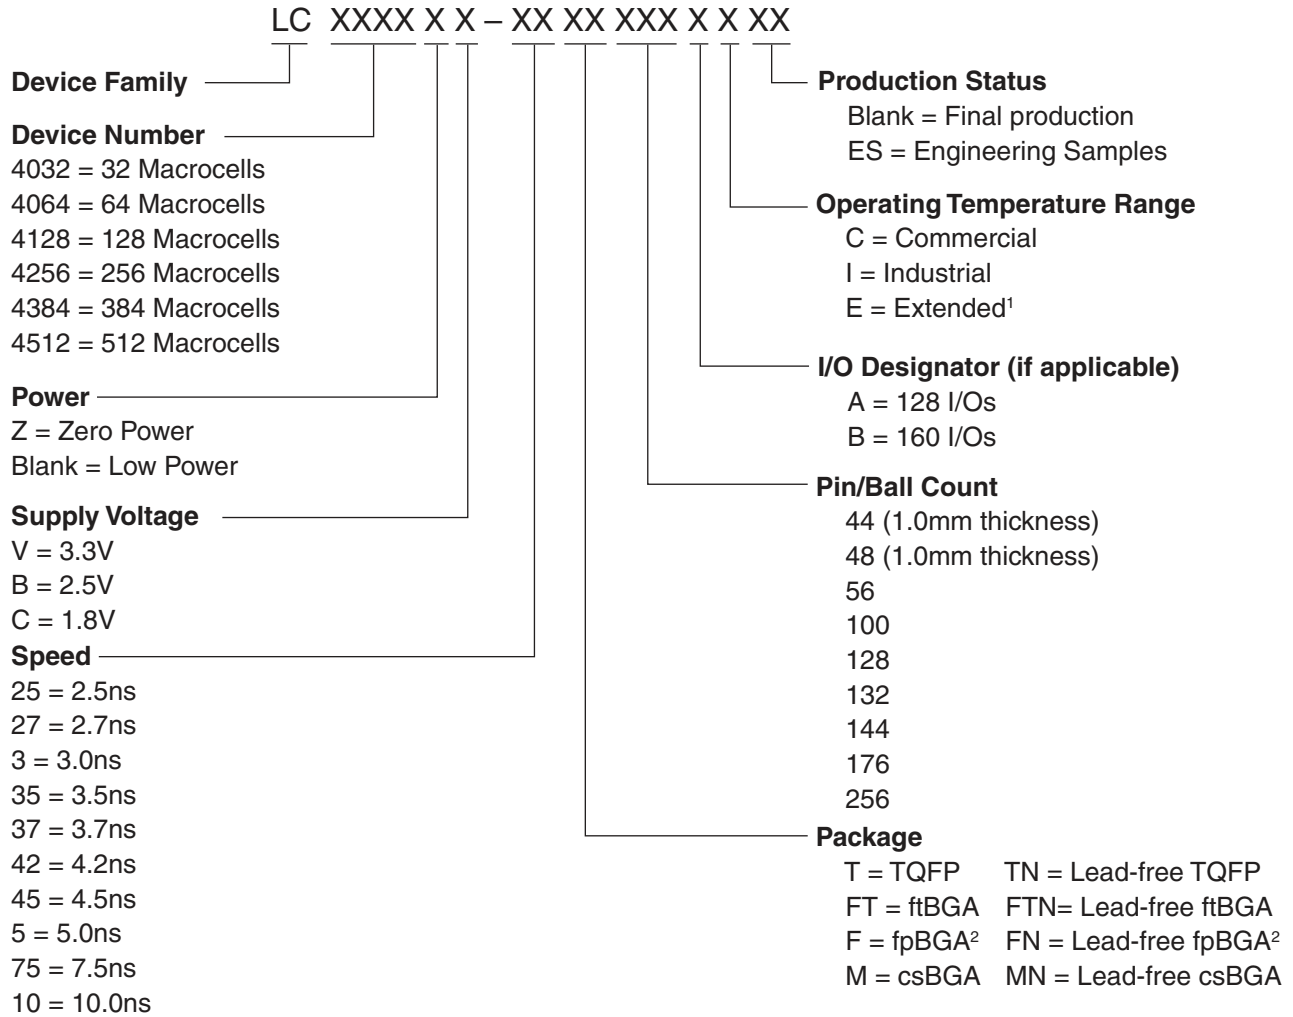 LC XXXX X X – XX XX XXX X X XX
Device Family
Device Number
4032 = 32 Macrocells
4064 = 64 Macrocells
4128 = 128 Macrocells
4256 = 256 Macrocells
4384 = 384 Macrocells
4512 = 512 Macrocells
Power
Z = Zero Power
Blank = Low Power
Supply Voltage
V = 3.3V
B = 2.5V
C = 1.8V
Speed
25 = 2.5ns
27 = 2.7ns
3 = 3.0ns
35 = 3.5ns
37 = 3.7ns
42 = 4.2ns
45 = 4.5ns
5 = 5.0ns
75 = 7.5ns
10 = 10.0ns
Production Status
Blank = Final production
ES = Engineering Samples
Operating Temperature Range
C = Commercial
I = Industrial
E = Extended¹
I/O Designator (if applicable)
A = 128 I/Os
B = 160 I/Os
Pin/Ball Count
44 (1.0mm thickness)
48 (1.0mm thickness)
56
100
128
132
144
176
256
Package
T = TQFP TN = Lead-free TQFP
FT = ftBGA FTN= Lead-free ftBGA
F = fpBGA² FN = Lead-free fpBGA²
M = csBGA MN = Lead-free csBGA